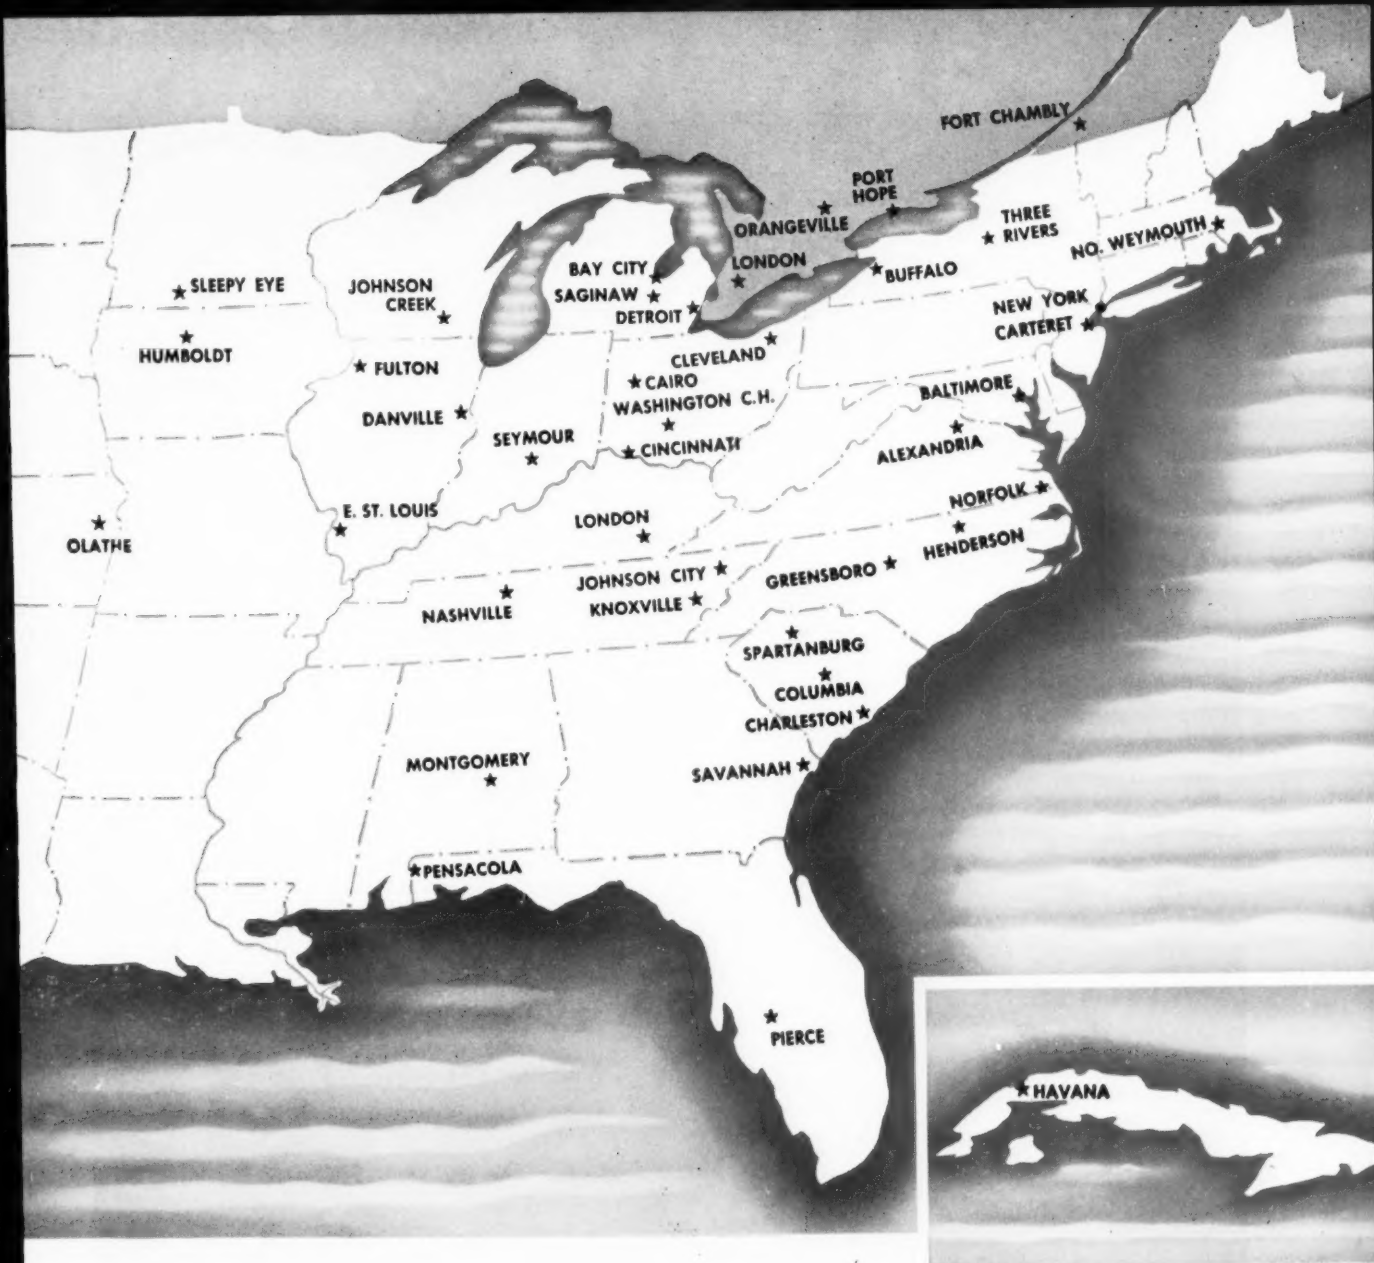 FORT CHAMBLY
PORT
HOPE
ORANGEVILLE
THREE
RIVERS
NO. WEYMOUTH
LONDON
BUFFALO
BAY CITY
SAGINAW
DETROIT
SLEEPY EYE
JOHNSON
CREEK
NEW YORK
CARTERET
HUMBOLDT
FULTON
CLEVELAND
CAIRO
WASHINGTON C.H.
BALTIMORE
DANVILLE
SEYMOUR
CINCINNATI
ALEXANDRIA
E. ST. LOUIS
LONDON
NORFOLK
OLATHE
HENDERSON
JOHNSON CITY
GREENSBORO
NASHVILLE
KNOXVILLE
SPARTANBURG
COLUMBIA
CHARLESTON
MONTGOMERY
SAVANNAH
PENSACOLA
PIERCE
HAVANA